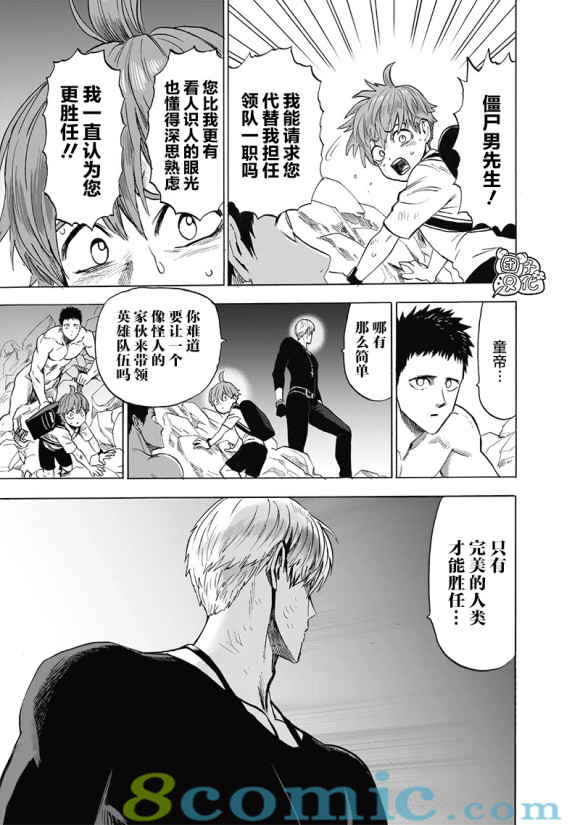 僵尸男先生!
我能请求您
代替我担任
领队一职吗
您比我更有
看人识人的眼光
也懂得深思熟虑
我一直认为您
更胜任!!
童帝…
哪有
那么简单
你难道
要让一个
像怪人的
家伙来带领
英雄队伍吗
只有
完美的人类
才能胜任…
8comic.com